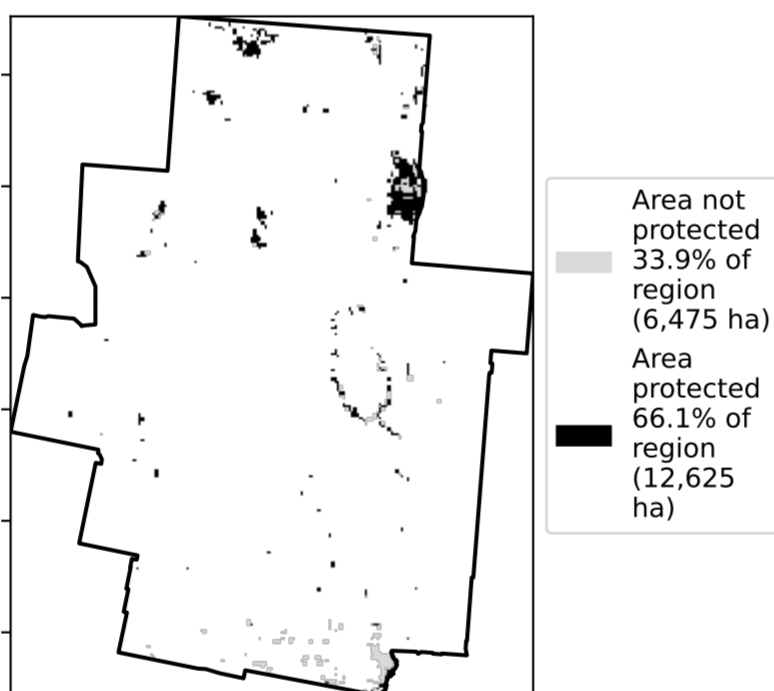 Area not
protected
33.9% of
region
(6,475 ha)
Area
protected
66.1% of
region
(12,625
ha)